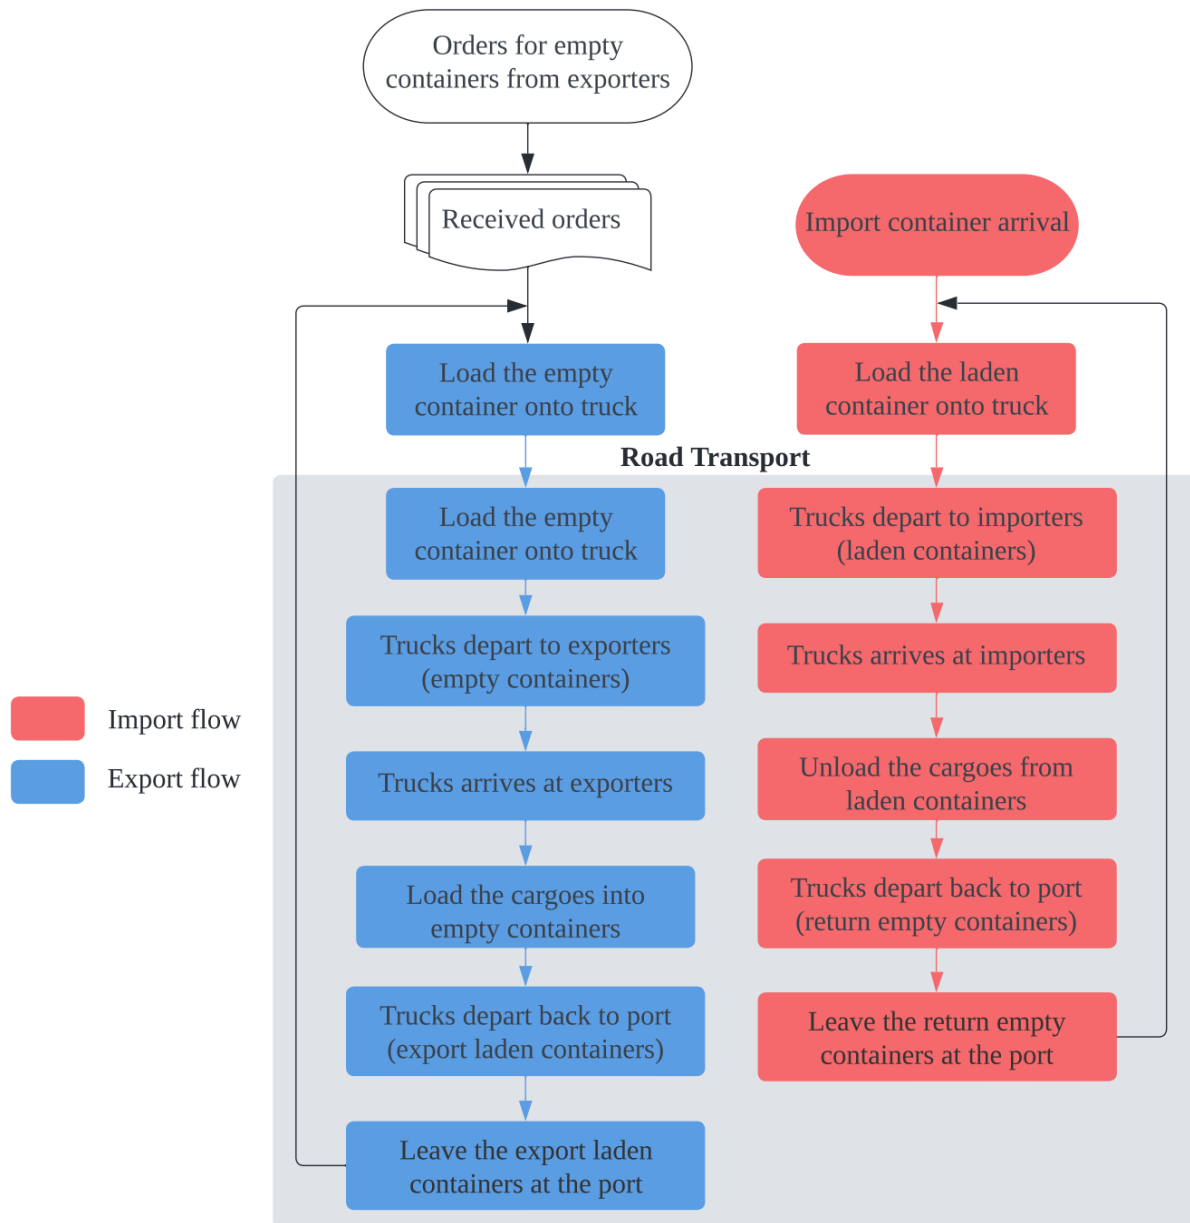 Orders for empty
containers from exporters
Received orders
Import container arrival
Load the empty
container onto truck
Load the laden
container onto truck
Road Transport
Load the empty
container onto truck
Trucks depart to exporters
(empty containers)
Trucks arrives at exporters
Load the cargoes into
empty containers
Trucks depart back to port
(export laden containers)
Leave the export laden
containers at the port
Trucks depart to importers
(laden containers)
Trucks arrives at importers
Unload the cargoes from
laden containers
Trucks depart back to port
(return empty containers)
Leave the return empty
containers at the port
Import flow
Export flow